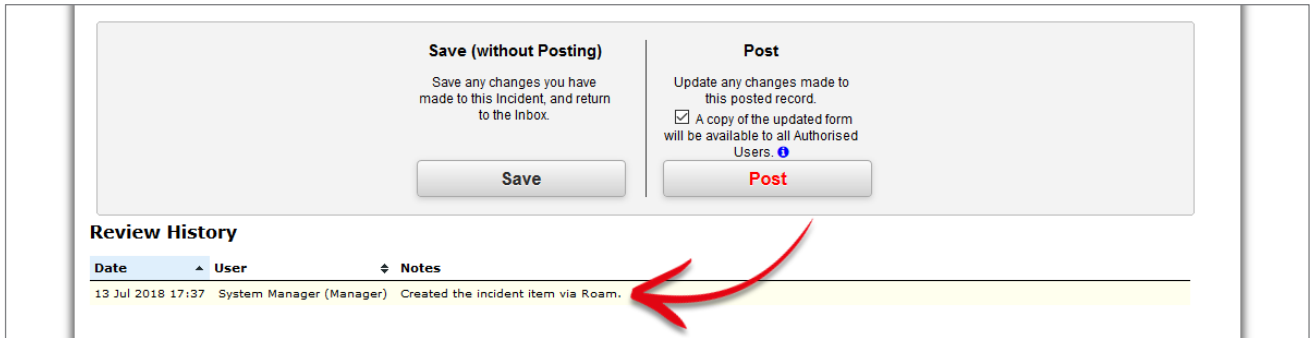 Save (without Posting)
Save any changes you have
made to this Incident, and return
to the Inbox.
Save
Post
Update any changes made to
this posted record.
A copy of the updated form
will be available to all Authorised
Users.
Post
Review History
Date User Notes
13 Jul 2018 17:37 System Manager (Manager) Created the incident item via Roam.